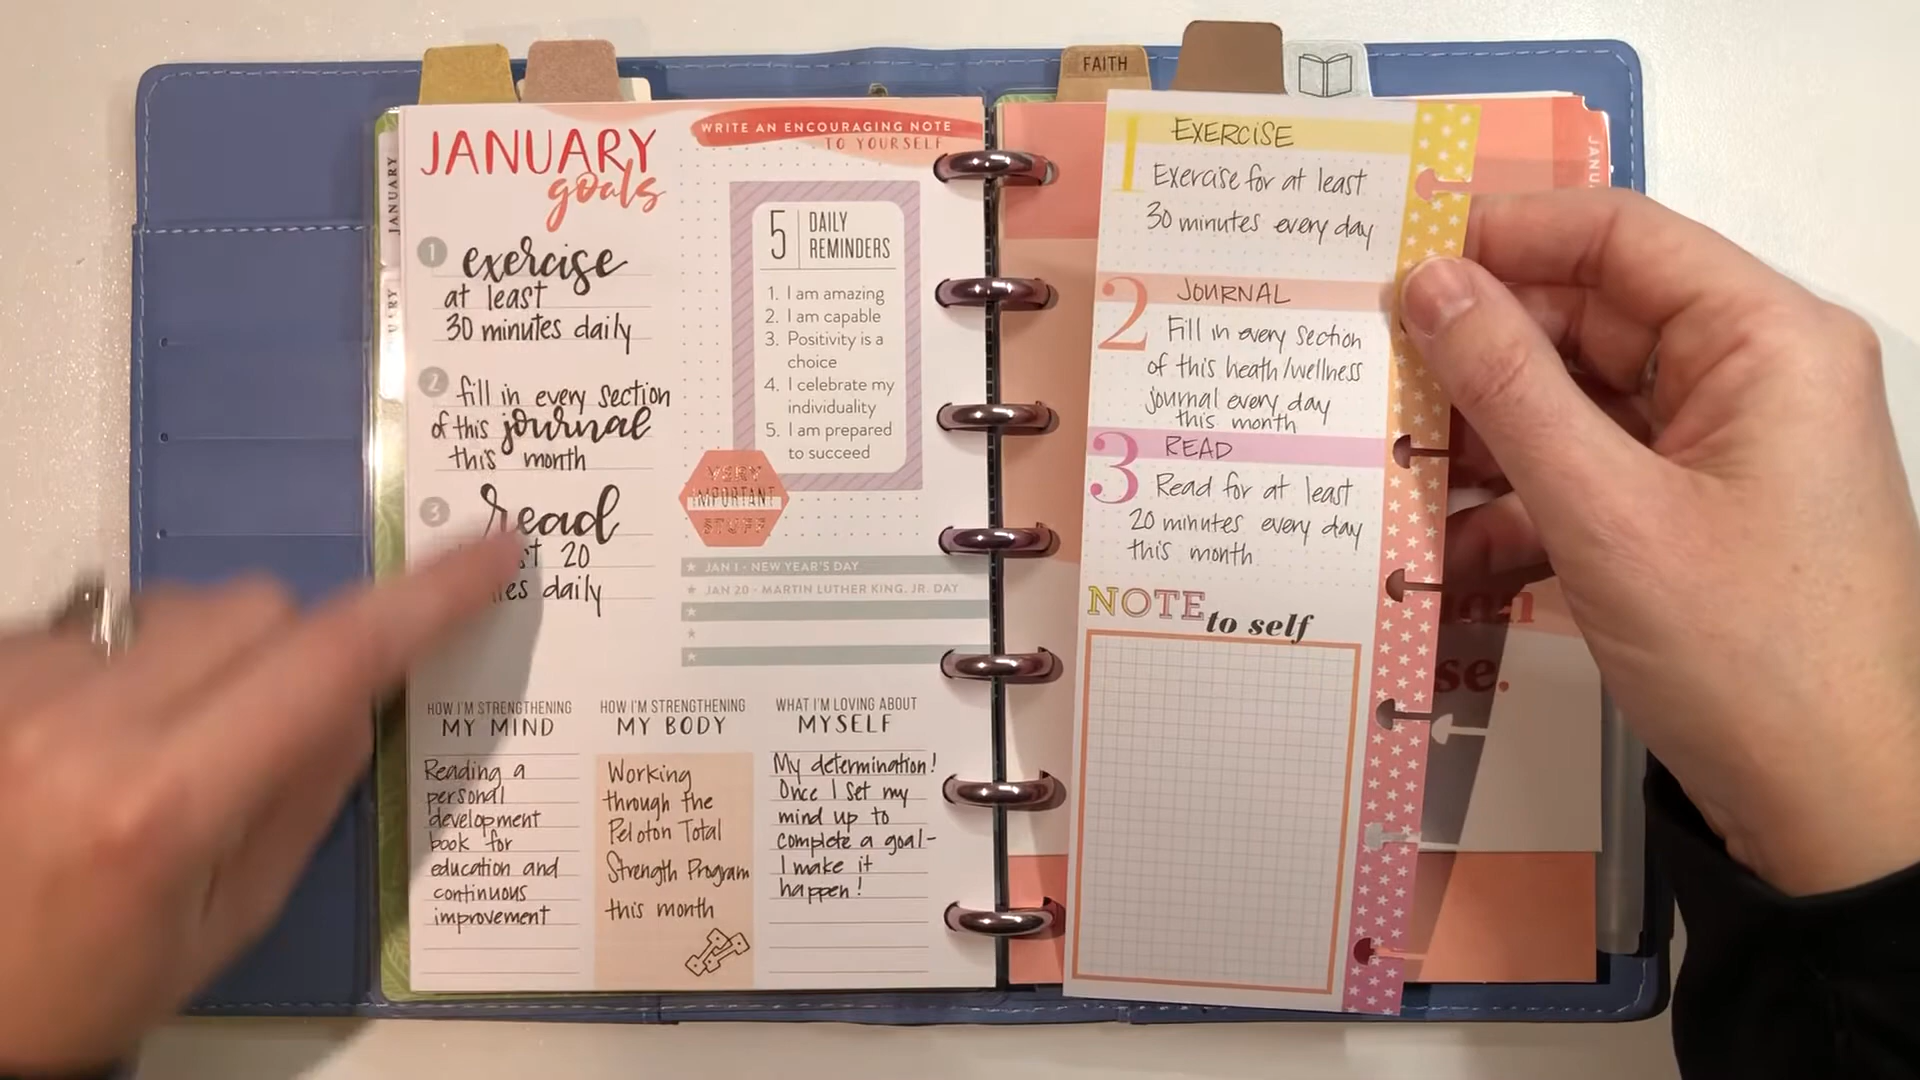 FAITH
JANUARY
JANUARY
goals
1
exercise
at least
30 minutes daily
2
fill in every section
of this journal
this month
3
read
20
daily
WRITE AN ENCOURAGING NOTE
TO YOURSELF
5 DAILY
REMINDERS
1. I am amazing
2. I am capable
3. Positivity is a
choice
4. I celebrate my
individuality
5. I am prepared
to succeed
VERY
IMPORTANT
STUFF
JAN 1 - NEW YEAR'S DAY
JAN 20 - MARTIN LUTHER KING, JR. DAY
HOW I'M STRENGTHENING
MY MIND
Reading a
personal
development
book for
education and
continuous
improvement
HOW I'M STRENGTHENING
MY BODY
Working
through the
Peloton Total
Strength Program
this month
WHAT I'M LOVING ABOUT
MYSELF
My determination!
Once I set my
mind up to
complete a goal-
I make it
happen!
1 EXERCISE
Exercise for at least
30 minutes every day
2 JOURNAL
Fill in every section
of this heath/wellness
journal every day
this month
3 READ
Read for at least
20 minutes every day
this month
NOTE
to self